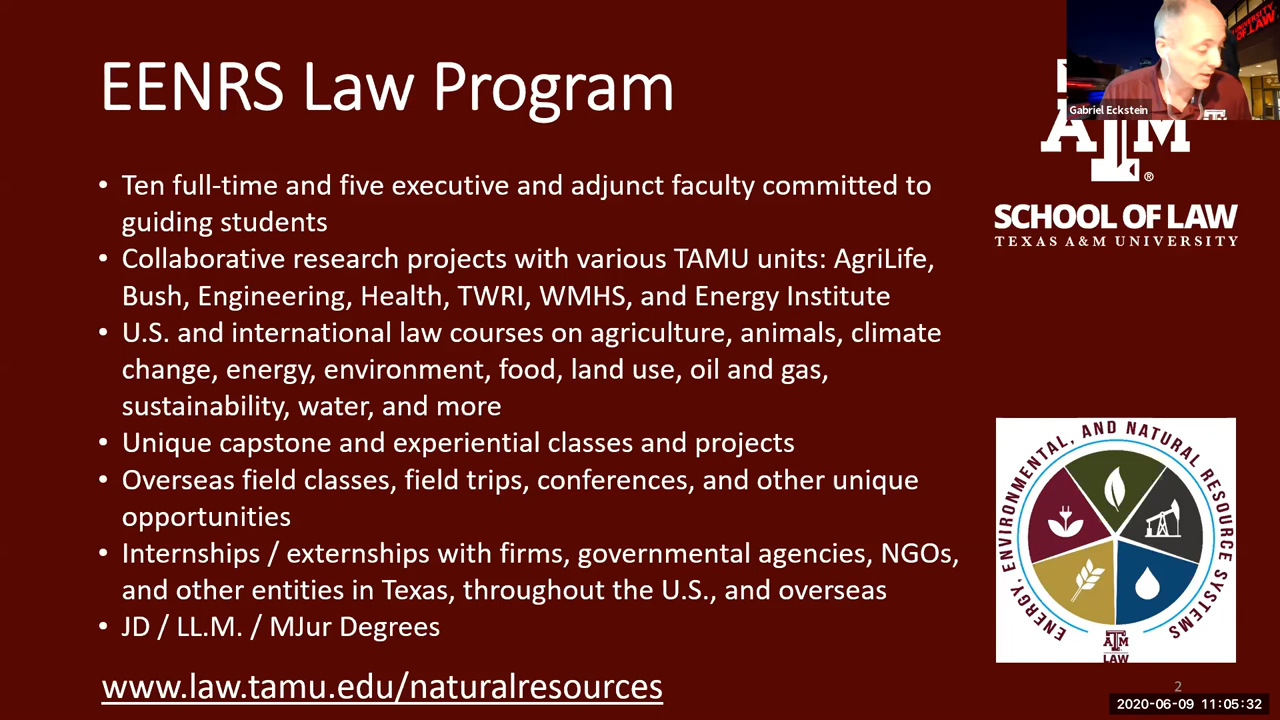 EENRS Law Program
• Ten full-time and five executive and adjunct faculty committed to
guiding students
• Collaborative research projects with various TAMU units: AgriLife,
Bush, Engineering, Health, TWRI, WMHS, and Energy Institute
• U.S. and international law courses on agriculture, animals, climate
change, energy, environment, food, land use, oil and gas,
sustainability, water, and more
• Unique capstone and experiential classes and projects
• Overseas field classes, field trips, conferences, and other unique
opportunities
• Internships / externships with firms, governmental agencies, NGOs,
and other entities in Texas, throughout the U.S., and overseas
• JD / LL.M. / MJur Degrees
www.law.tamu.edu/naturalresources
UNIVERSITY
OF LAW
Gabriel Eckstein
ATM
®
SCHOOL OF LAW
TEXAS A&M UNIVERSITY
ENERGY, ENVIRONMENTAL, AND NATURAL RESOURCE SYSTEMS
ATM
LAW
2
2020-06-09 11:05:32